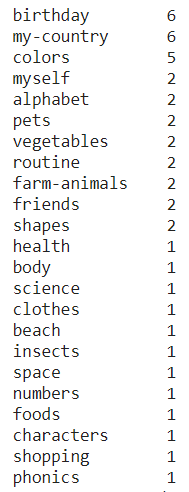 birthday 6
my-country 6
colors 5
myself 2
alphabet 2
pets 2
vegetables 2
routine 2
farm-animals 2
friends 2
shapes 2
health 1
body 1
science 1
clothes 1
beach 1
insects 1
space 1
numbers 1
foods 1
characters 1
shopping 1
phonics 1